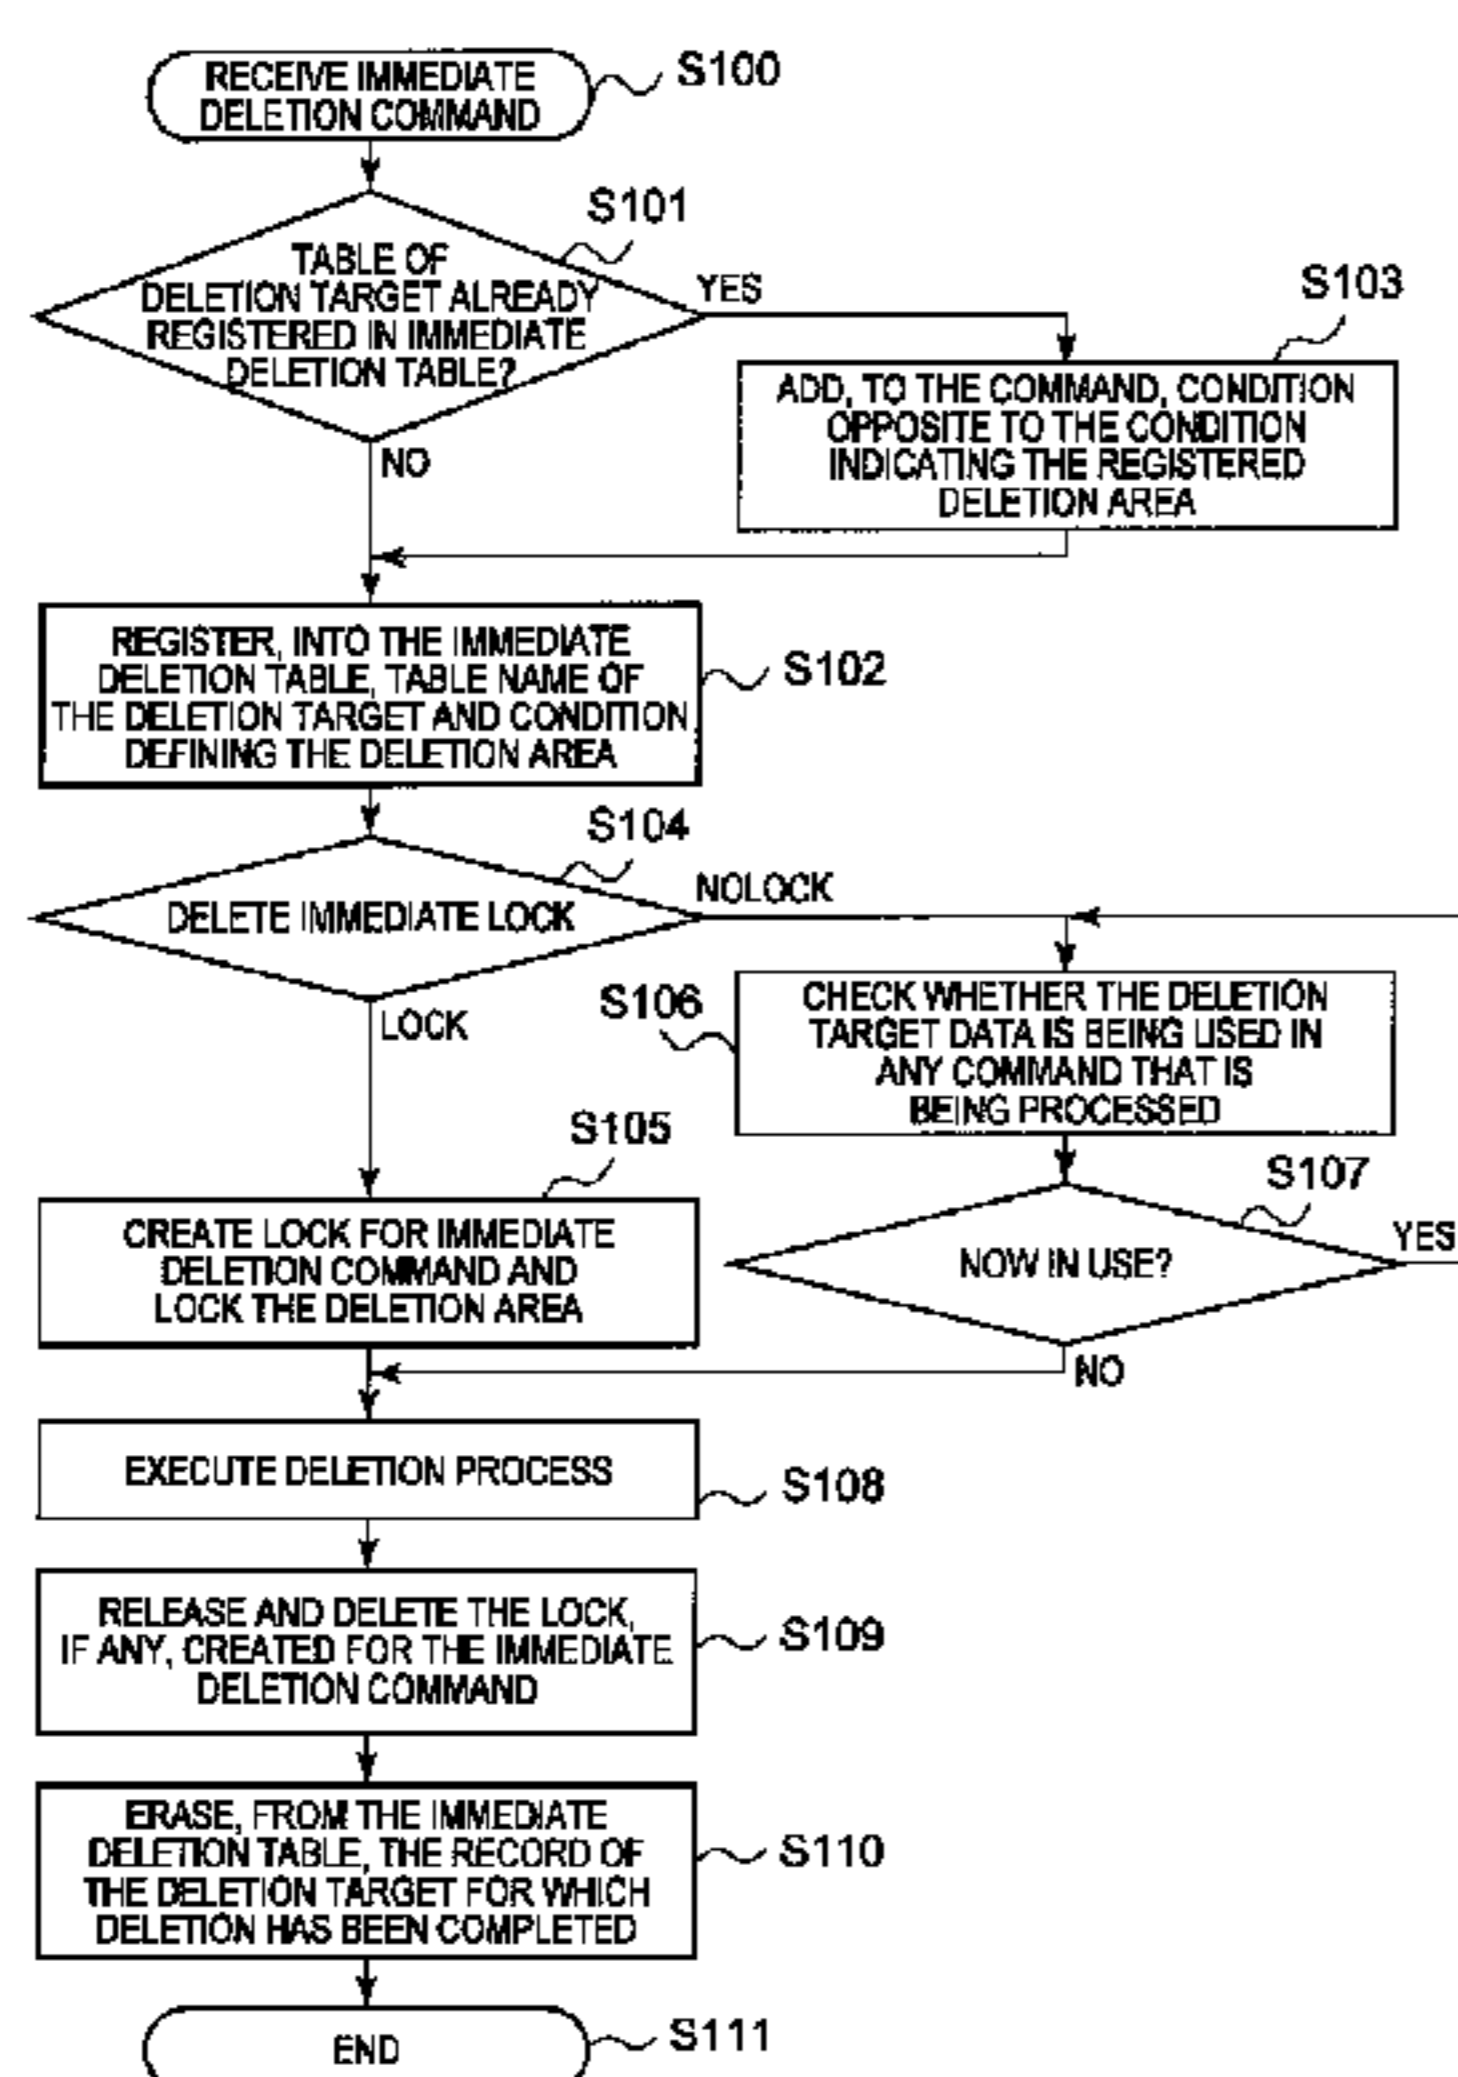 RECEIVE IMMEDIATE
DELETION COMMAND
S100
S101
TABLE OF
DELETION TARGET ALREADY
REGISTERED IN IMMEDIATE
DELETION TABLE?
YES
NO
S103
ADD, TO THE COMMAND, CONDITION
OPPOSITE TO THE CONDITION
INDICATING THE REGISTERED
DELETION AREA
REGISTER, INTO THE IMMEDIATE
DELETION TABLE, TABLE NAME OF
THE DELETION TARGET AND CONDITION
DEFINING THE DELETION AREA
S102
S104
DELETE IMMEDIATE LOCK
NOLOCK
LOCK
S106
CHECK WHETHER THE DELETION
TARGET DATA IS BEING USED IN
ANY COMMAND THAT IS
BEING PROCESSED
S105
CREATE LOCK FOR IMMEDIATE
DELETION COMMAND AND
LOCK THE DELETION AREA
S107
NOW IN USE?
YES
NO
EXECUTE DELETION PROCESS
S108
RELEASE AND DELETE THE LOCK,
IF ANY, CREATED FOR THE IMMEDIATE
DELETION COMMAND
S109
ERASE, FROM THE IMMEDIATE
DELETION TABLE, THE RECORD OF
THE DELETION TARGET FOR WHICH
DELETION HAS BEEN COMPLETED
S110
END
S111